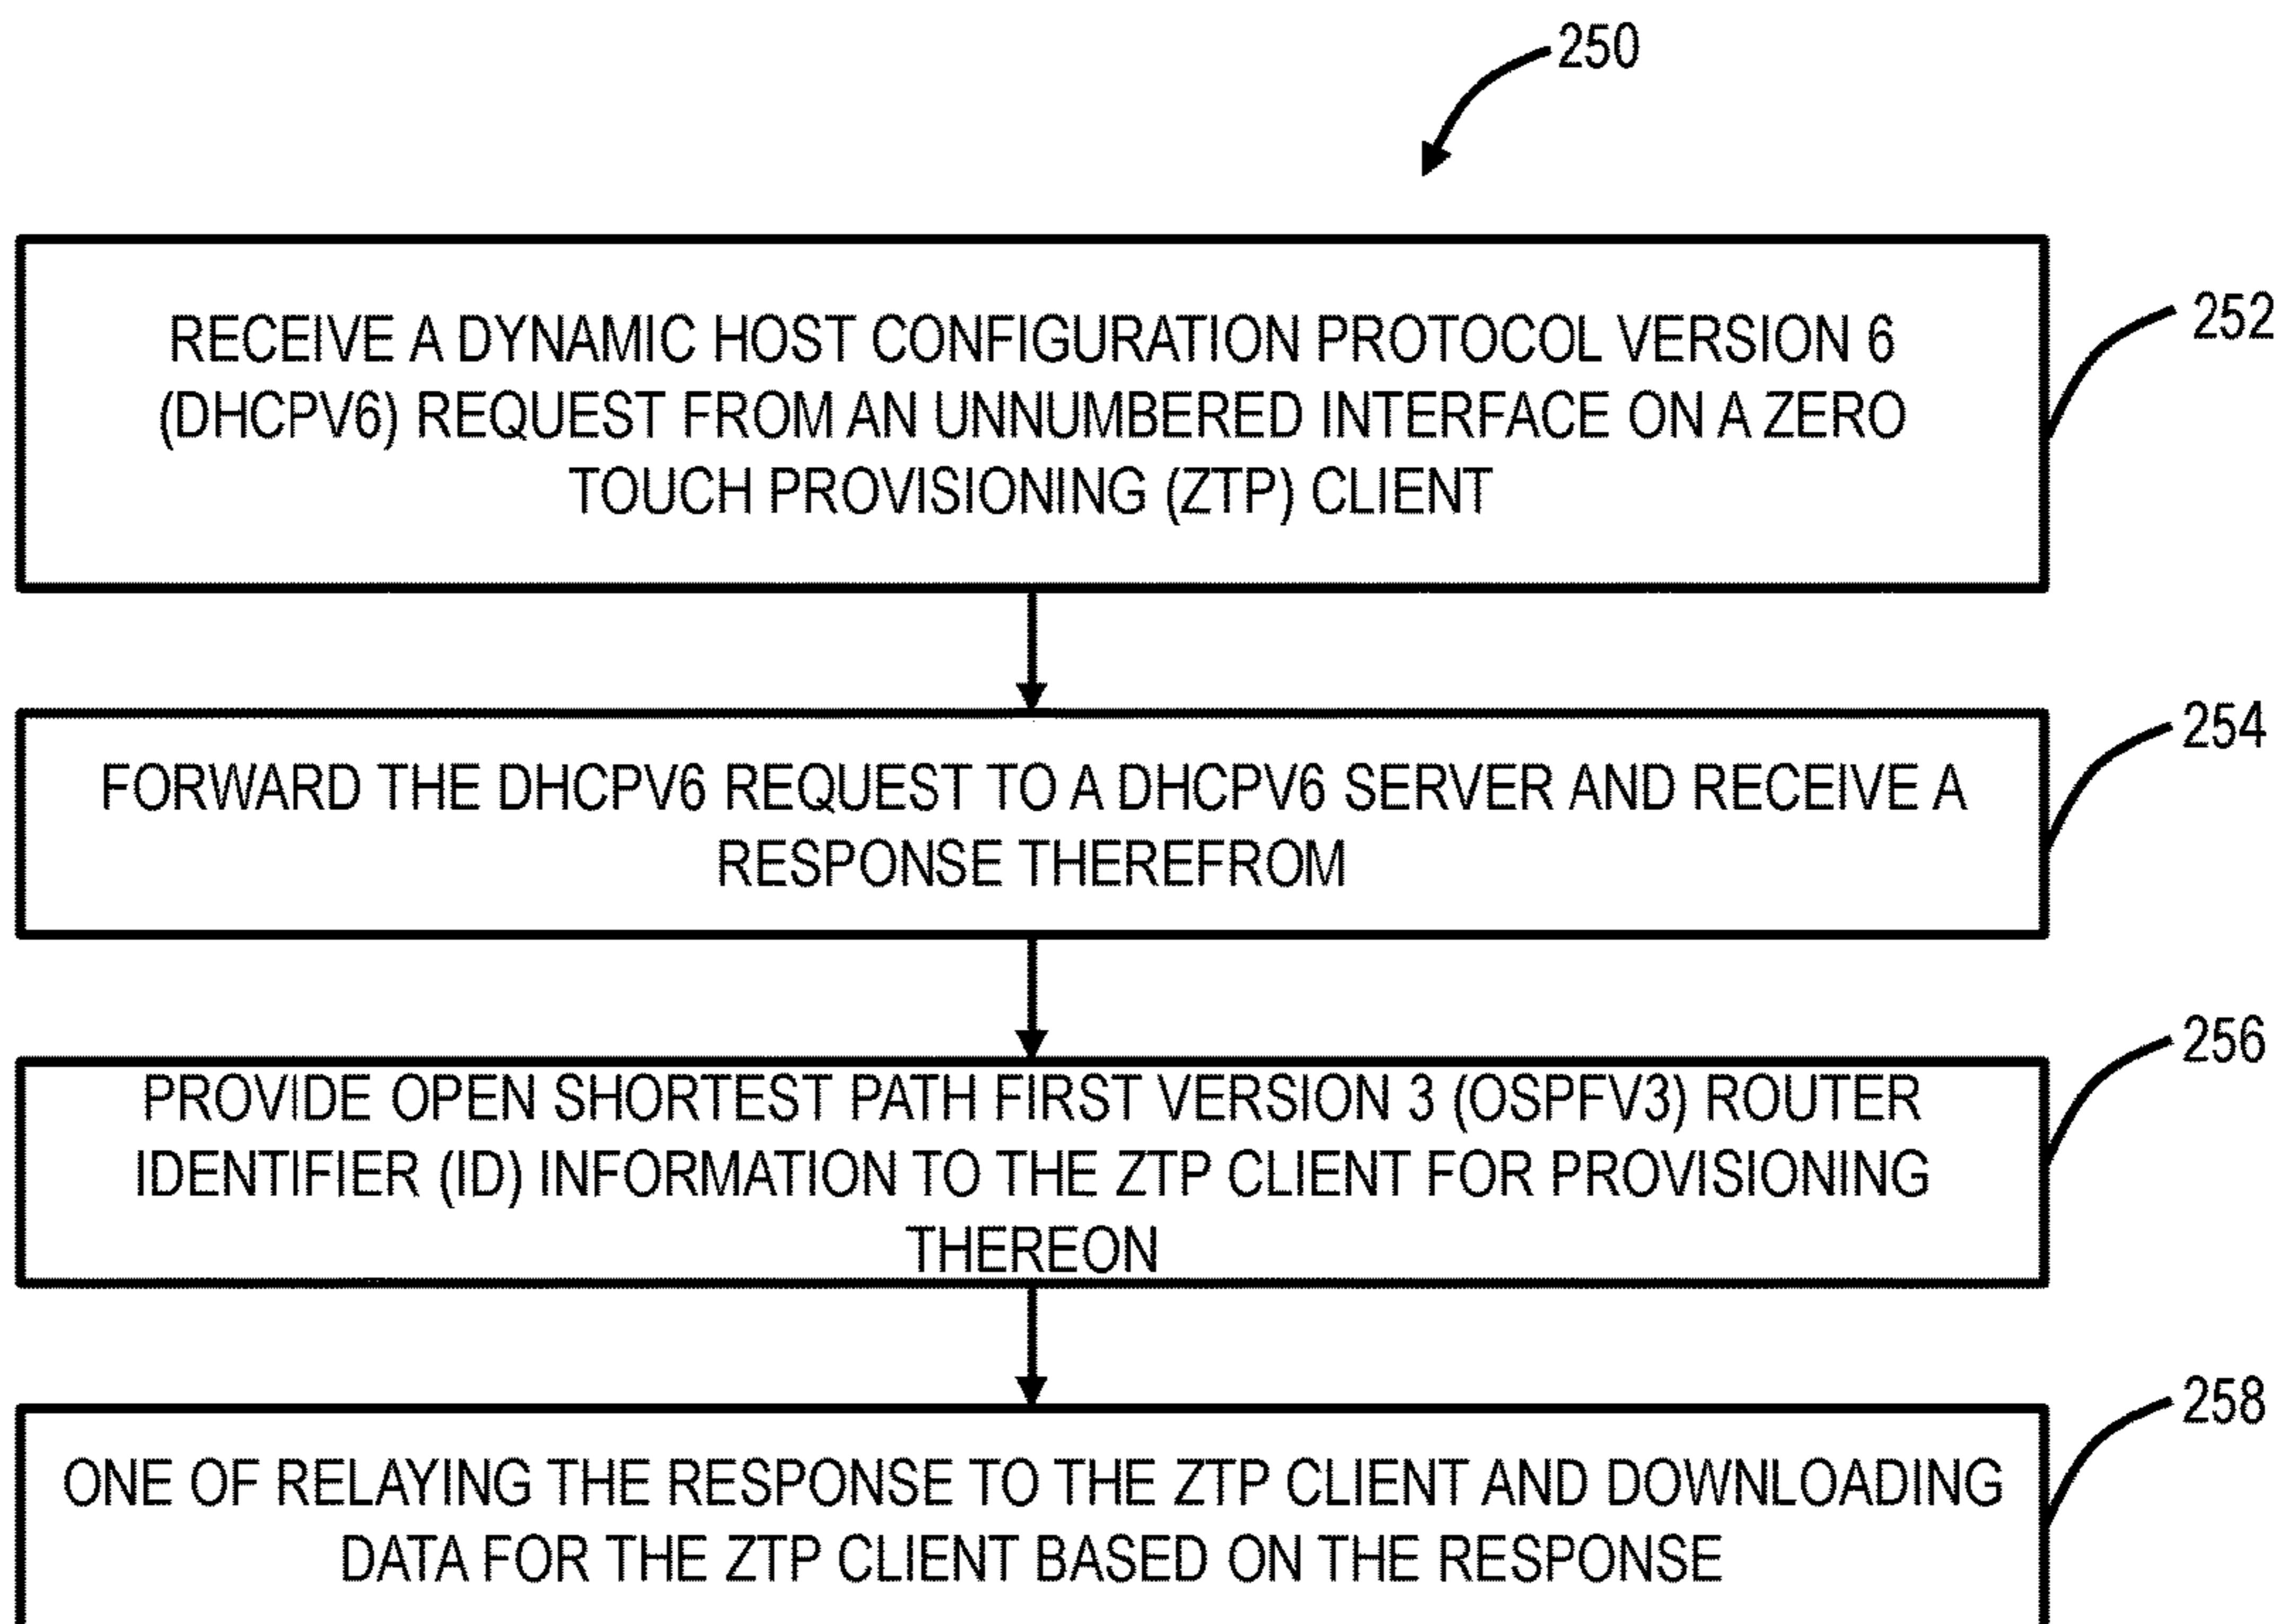 250
RECEIVE A DYNAMIC HOST CONFIGURATION PROTOCOL VERSION 6
(DHCPV6) REQUEST FROM AN UNNUMBERED INTERFACE ON A ZERO
TOUCH PROVISIONING (ZTP) CLIENT
252
FORWARD THE DHCPV6 REQUEST TO A DHCPV6 SERVER AND RECEIVE A
RESPONSE THEREFROM
254
PROVIDE OPEN SHORTEST PATH FIRST VERSION 3 (OSPFV3) ROUTER
IDENTIFIER (ID) INFORMATION TO THE ZTP CLIENT FOR PROVISIONING
THEREON
256
ONE OF RELAYING THE RESPONSE TO THE ZTP CLIENT AND DOWNLOADING
DATA FOR THE ZTP CLIENT BASED ON THE RESPONSE
258